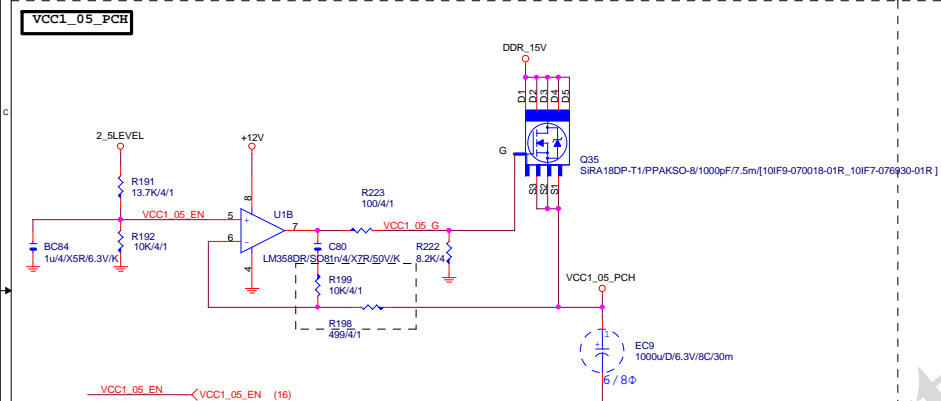 VCC1_05_PCH
DDR_15V
D1
D2
D3
D4
D5
C
2_5LEVEL
+12V
G
Q35
SiRA18DP-T1/PPAKSO-8/1000pF/7.5m/[10IF9-070018-01R_10IF7-076930-01R ]
R191
13.7K/4/1
S3
S2
S1
R223
100/4/1
8
VCC1_05_EN
5
+
U1B
7
VCC1_05_G
6
-
R192
10K/4/1
BC84
1u/4/X5R/6.3V/K
C80
LM358DR/SO8
1n/4/X7R/50V/K
R222
8.2K/4
4
R199
10K/4/1
VCC1_05_PCH
R198
499/4/1
1
+
EC9
1000u/D/6.3V/8C/30m
6/8Φ
VCC1_05_EN
VCC1_05_EN (16)